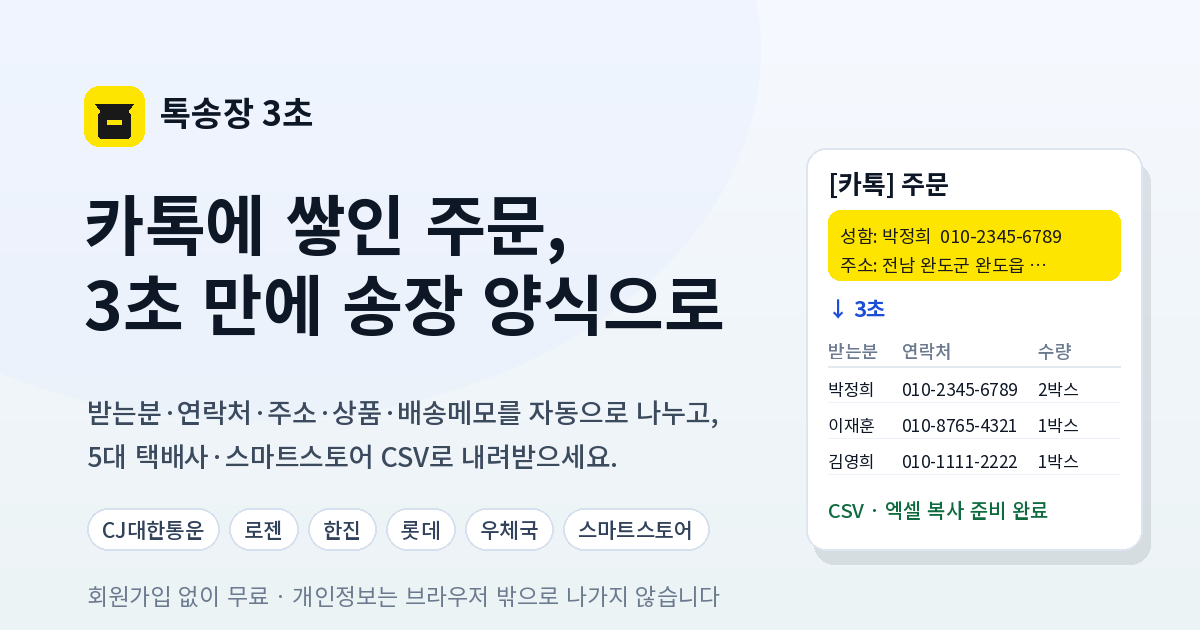 톡송장 3초
카톡에 쌓인 주문,
3초 만에 송장 양식으로
받는분·연락처·주소·상품·배송메모를 자동으로 나누고,
5대 택배사·스마트스토어 CSV로 내려받으세요.
CJ대한통운 로젠 한진 롯데 우체국 스마트스토어
회원가입 없이 무료 · 개인정보는 브라우저 밖으로 나가지 않습니다
[카톡] 주문
성함: 박정희 010-2345-6789
주소: 전남 완도군 완도읍 …
↓ 3초
받는분 연락처 수량
박정희 010-2345-6789 2박스
이재훈 010-8765-4321 1박스
김영희 010-1111-2222 1박스
CSV · 엑셀 복사 준비 완료